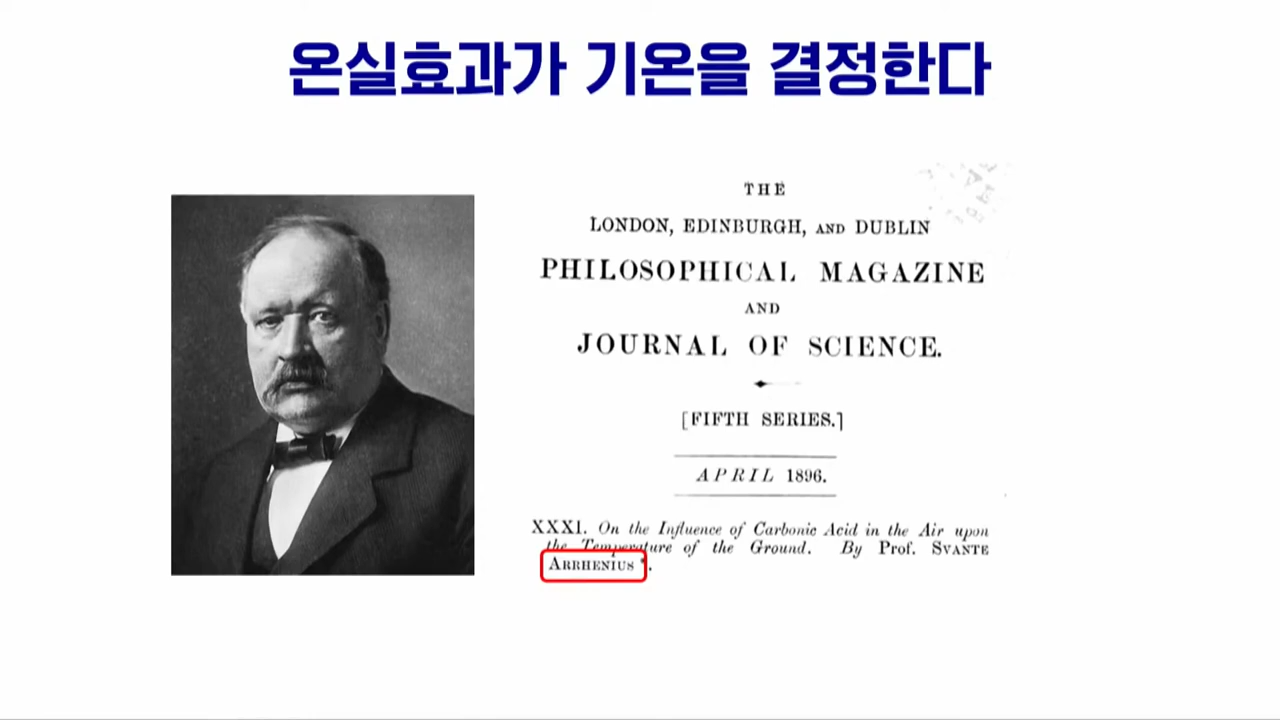 온실효과가 기온을 결정한다
THE
LONDON, EDINBURGH, AND DUBLIN
PHILOSOPHICAL MAGAZINE
AND
JOURNAL OF SCIENCE.
[FIFTH SERIES.]
APRIL 1896.
XXXI. On the Influence of Carbonic Acid in the Air upon
the Temperature of the Ground. By Prof. SVANTE
ARRHENIUS*.